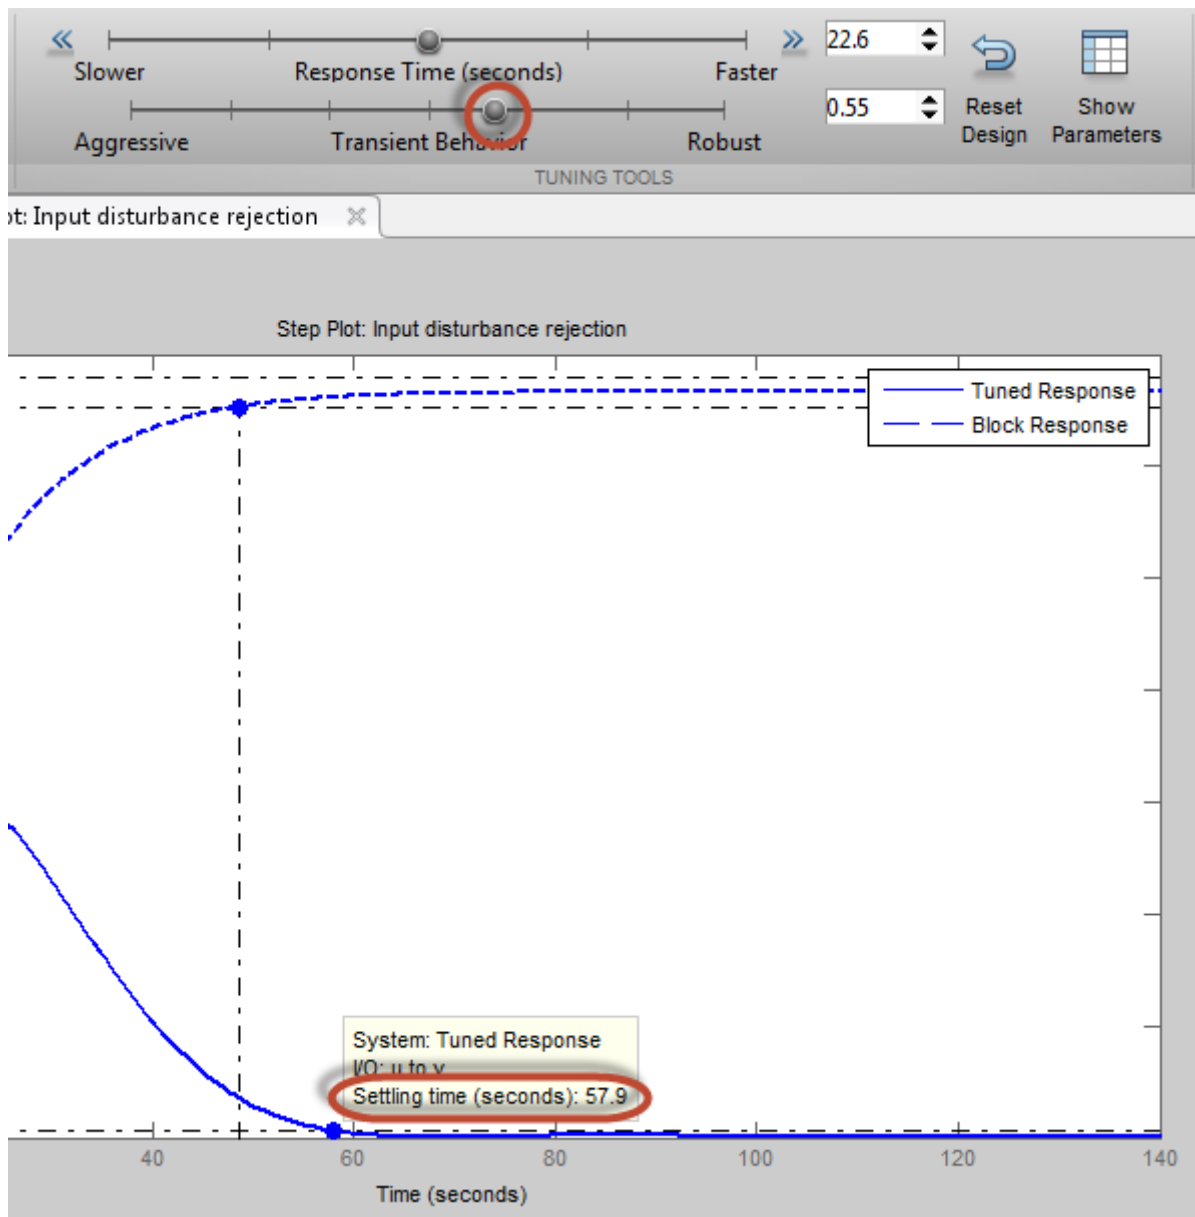 22.6
Slower Response Time (seconds) Faster
0.55
Reset Design
Show Parameters
Aggressive Transient Behavior Robust
TUNING TOOLS
ot: Input disturbance rejection
Step Plot: Input disturbance rejection
Tuned Response
Block Response
System: Tuned Response
I/O: u to y
Settling time (seconds): 57.9
40 60 80 100 120 140
Time (seconds)